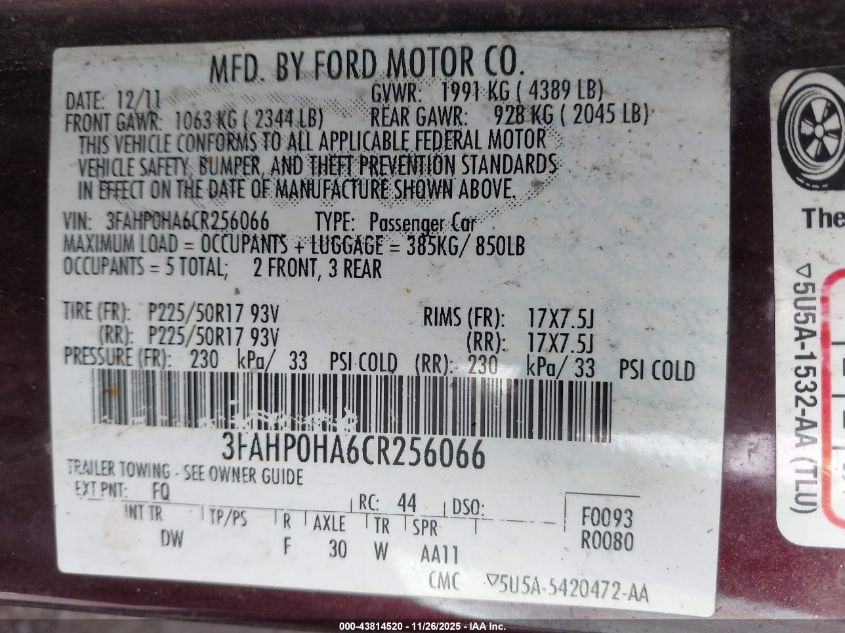 MFD. BY FORD MOTOR CO.
DATE: 12/11 GVWR: 1991 KG ( 4389 LB)
FRONT GAWR: 1063 KG ( 2344 LB) REAR GAWR: 928 KG ( 2045 LB)
THIS VEHICLE CONFORMS TO ALL APPLICABLE FEDERAL MOTOR
VEHICLE SAFETY, BUMPER, AND THEFT PREVENTION STANDARDS
IN EFFECT ON THE DATE OF MANUFACTURE SHOWN ABOVE.
VIN: 3FAHP0HA6CR256066 TYPE: Passenger Car
MAXIMUM LOAD = OCCUPANTS + LUGGAGE = 385KG/ 850LB
OCCUPANTS = 5 TOTAL; 2 FRONT, 3 REAR
TIRE (FR): P225/50R17 93V RIMS (FR): 17X7.5J
(RR): P225/50R17 93V (RR): 17X7.5J
PRESSURE (FR): 230 kPa/ 33 PSI COLD (RR): 230 kPa/ 33 PSI COLD
3FAHP0HA6CR256066
TRAILER TOWING - SEE OWNER GUIDE
EXT PNT: FQ RC: 44 DSO: F0093
INT TR TP/PS R AXLE TR SPR R0080
DW F 30 W AA11
CMC ▽5U5A-5420472-AA
The
▽5U5A-1532-AA (TLU)
000-43814520 - 11/26/2025 - IAA Inc.